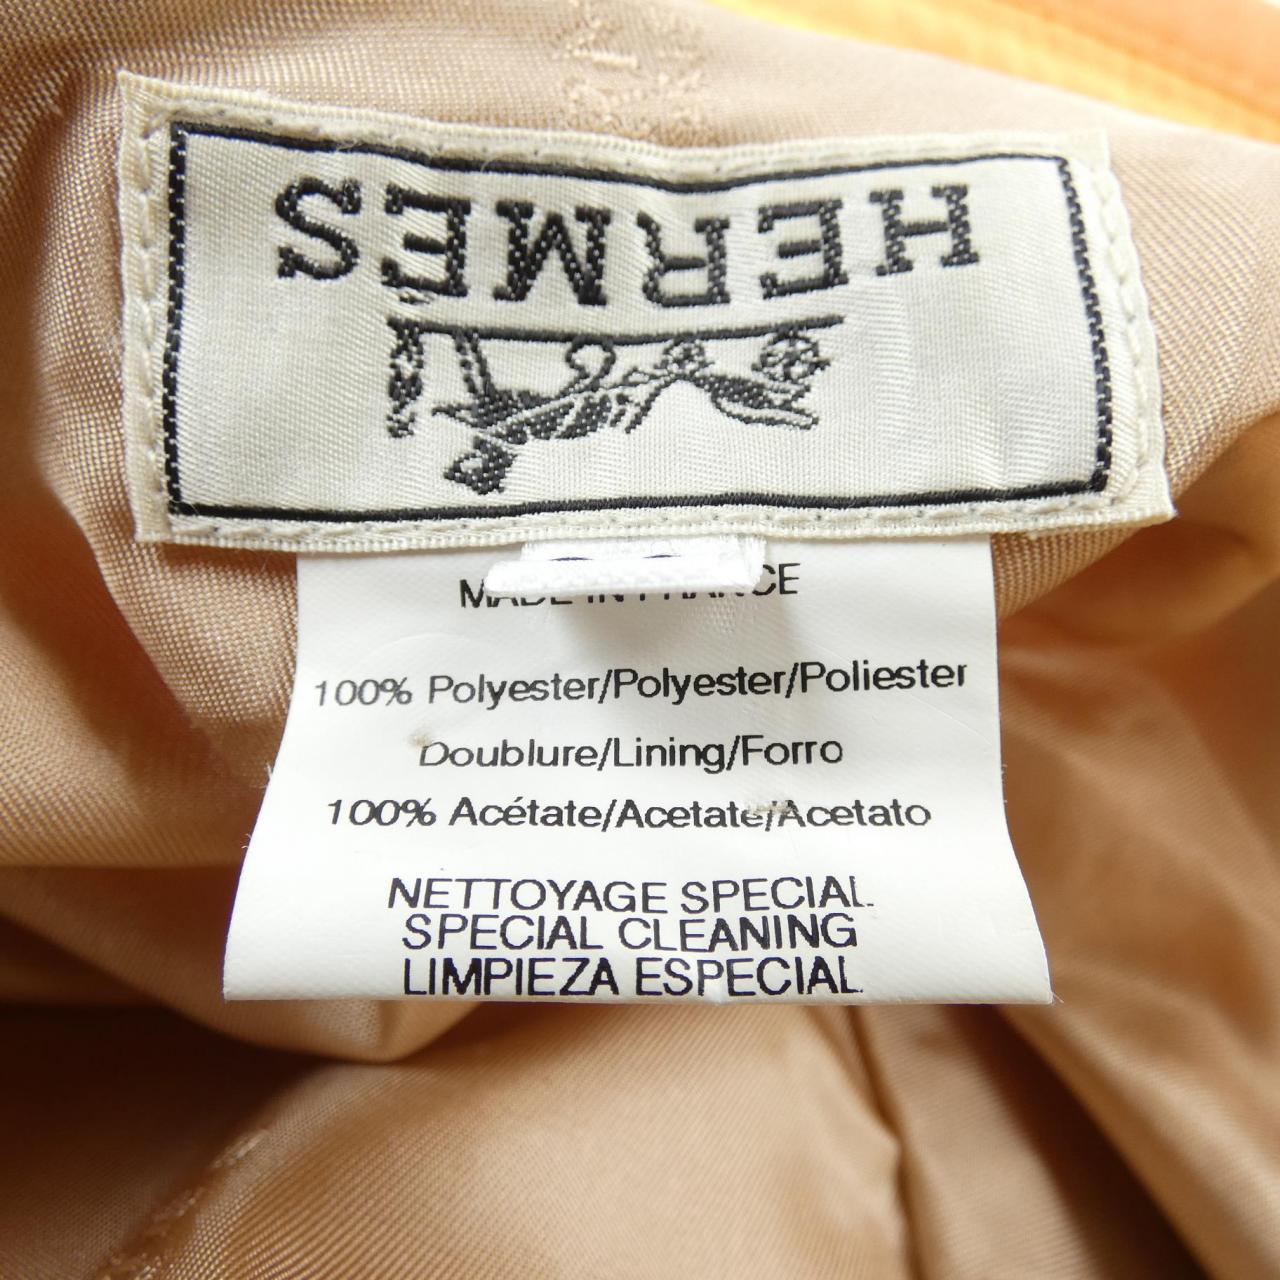 HERMES
MADE IN FRANCE
100% Polyester/Polyester/Poliester
Doublure/Lining/Forro
100% Acétate/Acetate/Acetato
NETTOYAGE SPECIAL
SPECIAL CLEANING
LIMPIEZA ESPECIAL